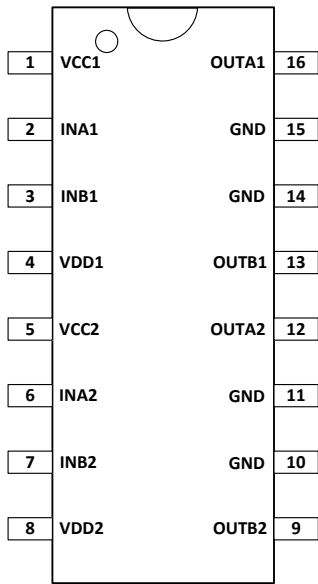 1 VCC1 OUTA1 16
2 INA1 GND 15
3 INB1 GND 14
4 VDD1 OUTB1 13
5 VCC2 OUTA2 12
6 INA2 GND 11
7 INB2 GND 10
8 VDD2 OUTB2 9